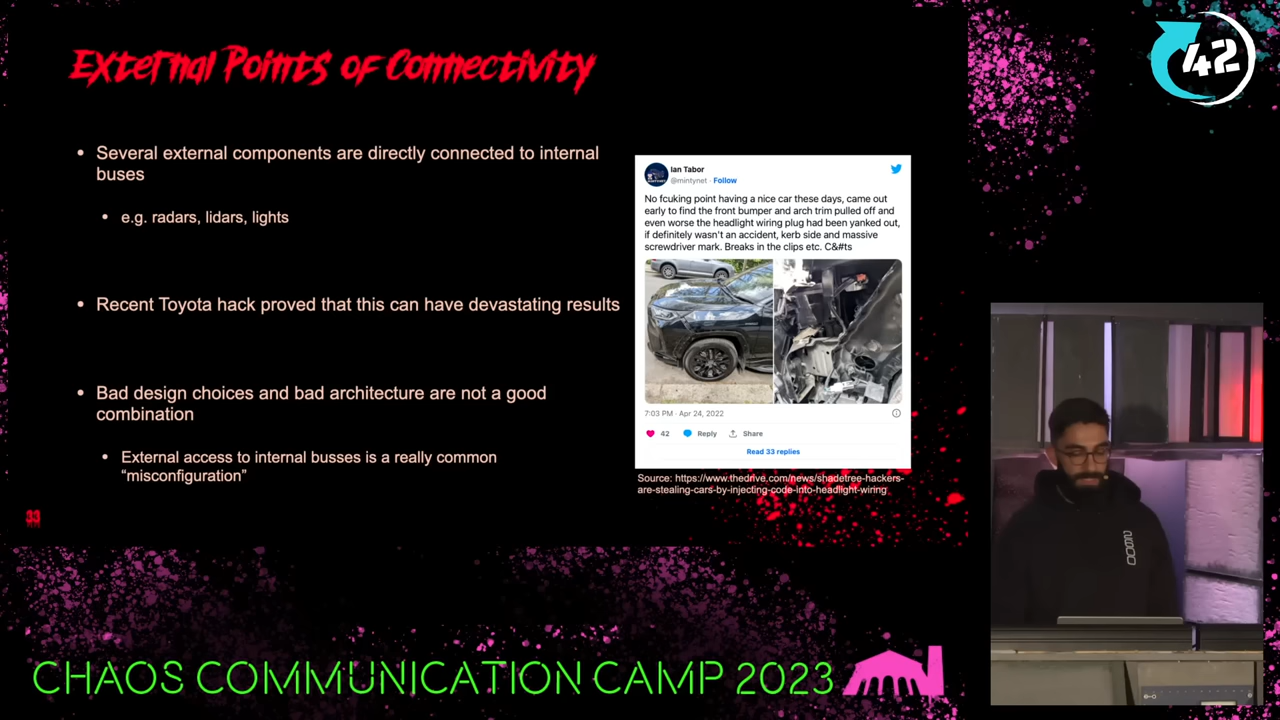 External Points of Connectivity
• Several external components are directly connected to internal
buses
• e.g. radars, lidars, lights
• Recent Toyota hack proved that this can have devastating results
• Bad design choices and bad architecture are not a good
combination
• External access to internal busses is a really common
“misconfiguration”
33
Ian Tabor
@mintynet · Follow
No fcuking point having a nice car these days, came out
early to find the front bumper and arch trim pulled off and
even worse the headlight wiring plug had been yanked out,
if definitely wasn't an accident, kerb side and massive
screwdriver mark. Breaks in the clips etc. C&#ts
7:03 PM · Apr 24, 2022
42 Reply Share
Read 33 replies
Source: https://www.thedrive.com/news/shadetree-hackers-
are-stealing-cars-by-injecting-code-into-headlight-wiring
42
CHAOS COMMUNICATION CAMP 2023